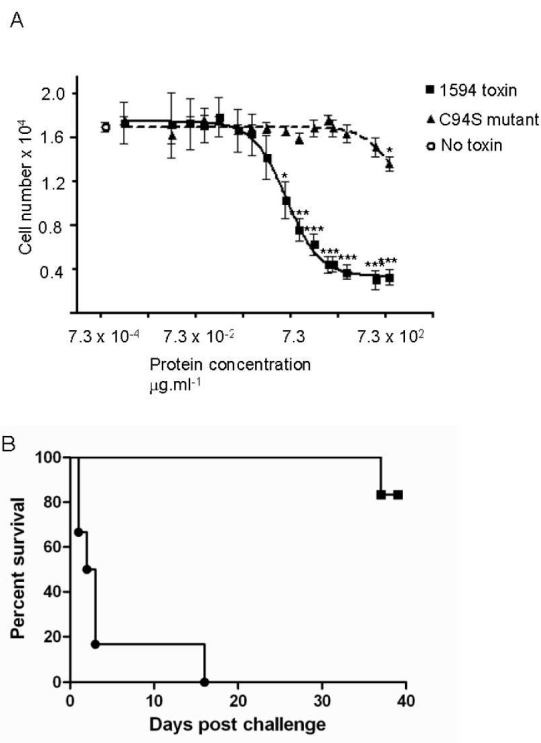 A
2.0
1.6
1.2
0.8
0.4
Cell number x 10⁴
1594 toxin
C94S mutant
No toxin
*
*
***
***
***
***
***
***
7.3 x 10⁻⁴
7.3 x 10⁻²
7.3
7.3 x 10²
Protein concentration
µg.ml⁻¹
B
100
80
60
40
20
0
Percent survival
0
10
20
30
40
Days post challenge